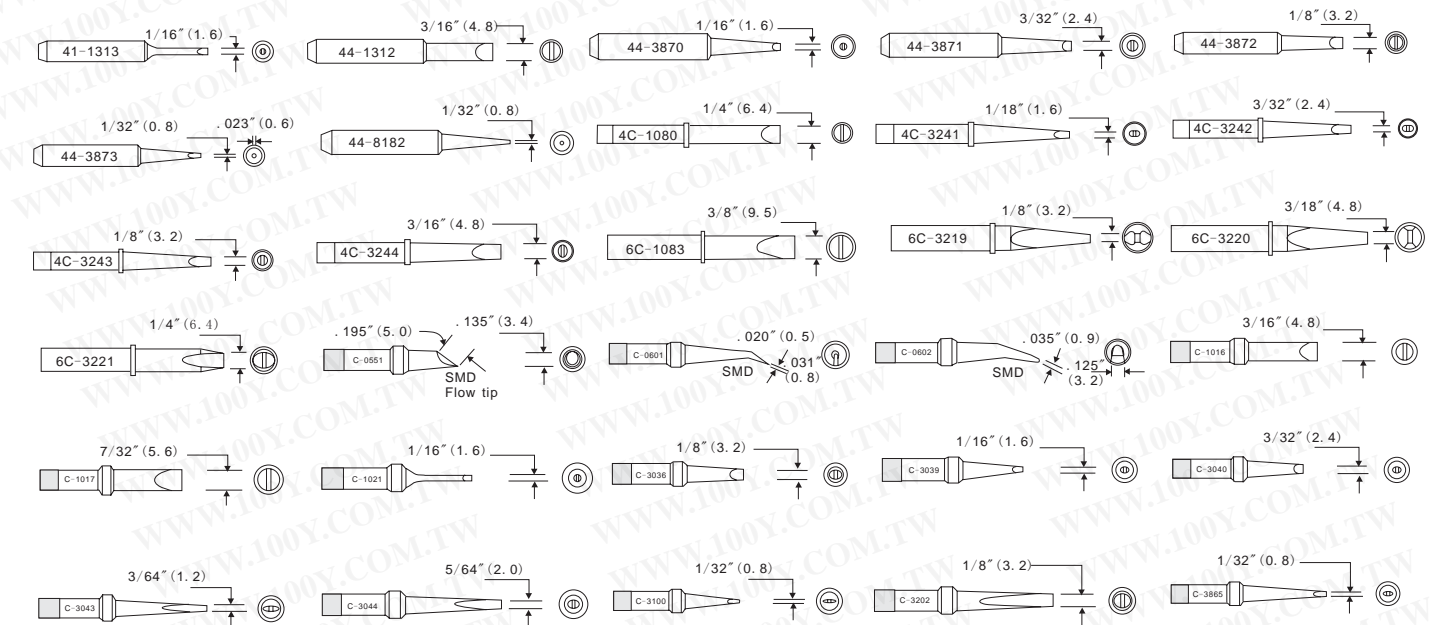 41-1313 1/16″(1.6)
44-1312 3/16″(4.8)
44-3870 1/16″(1.6)
44-3871 3/32″(2.4)
44-3872 1/8″(3.2)
44-3873 1/32″(0.8) .023″(0.6)
44-8182 1/32″(0.8)
4C-1080 1/4″(6.4)
4C-3241 1/18″(1.6)
4C-3242 3/32″(2.4)
4C-3243 1/8″(3.2)
4C-3244 3/16″(4.8)
6C-1083 3/8″(9.5)
6C-3219 1/8″(3.2)
6C-3220 3/18″(4.8)
6C-3221 1/4″(6.4)
C-0551 .195″(5.0) .135″(3.4)
SMD
Flow tip
C-0601 .020″(0.5)
SMD
.031″
(0.8)
C-0602 .035″(0.9)
SMD
.125″
(3.2)
C-1016 3/16″(4.8)
C-1017 7/32″(5.6)
C-1021 1/16″(1.6)
C-3036 1/8″(3.2)
C-3039 1/16″(1.6)
C-3040 3/32″(2.4)
C-3043 3/64″(1.2)
C-3044 5/64″(2.0)
C-3100 1/32″(0.8)
C-3202 1/8″(3.2)
C-3865 1/32″(0.8)
WWW.100Y.COM.TW